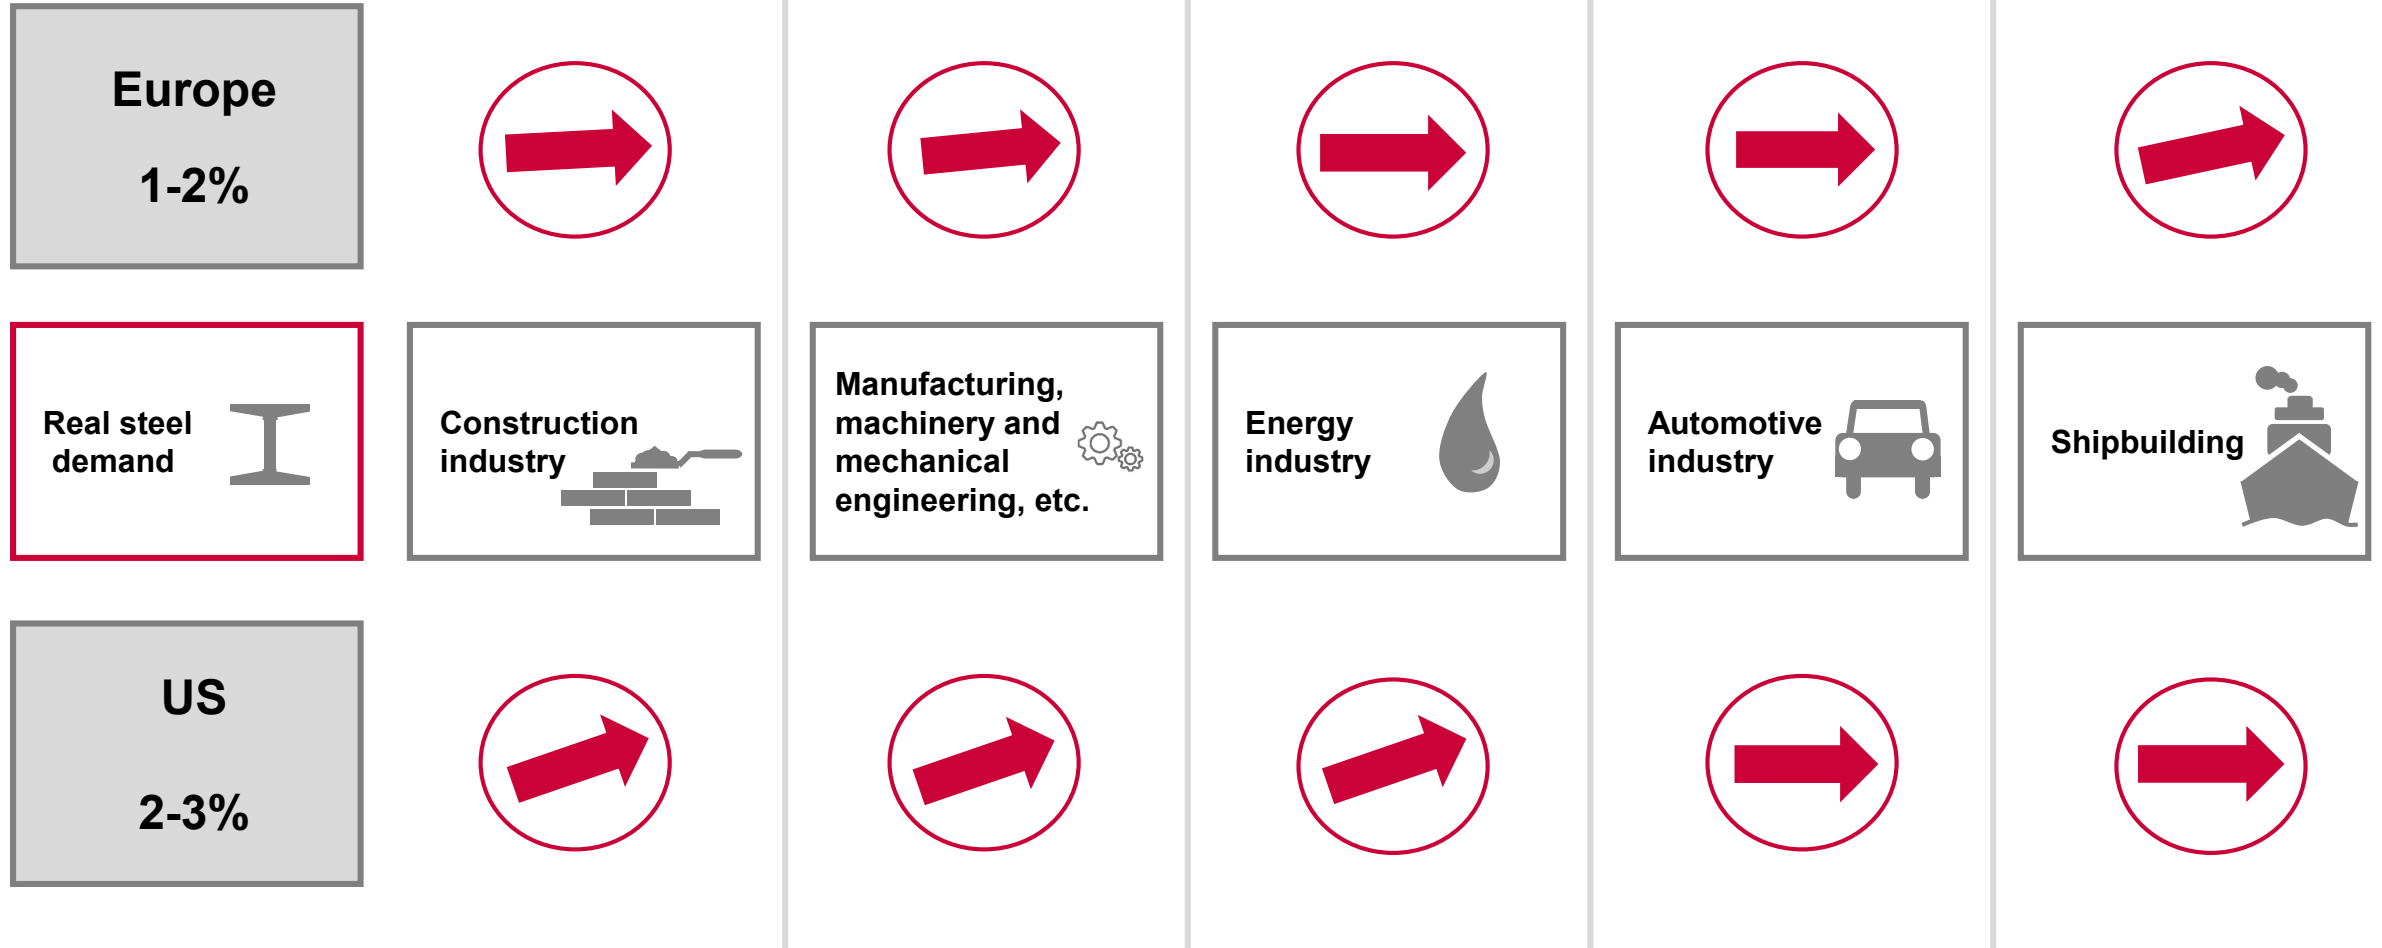 Europe
1-2%
Real steel
demand
Construction
industry
Manufacturing,
machinery and
mechanical
engineering, etc.
Energy
industry
Automotive
industry
Shipbuilding
US
2-3%